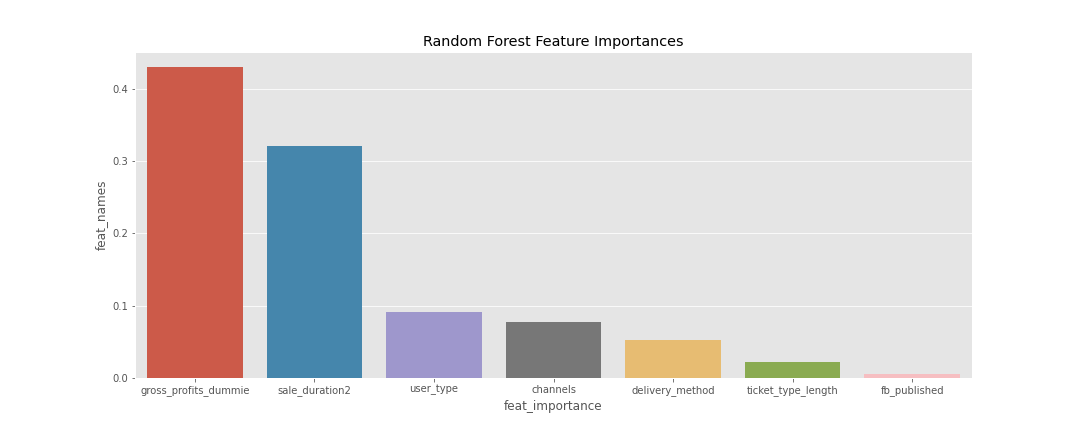 Random Forest Feature Importances
feat_names
0.4
0.3
0.2
0.1
0.0
gross_profits_dummie sale_duration2 user_type channels delivery_method ticket_type_length fb_published
feat_importance